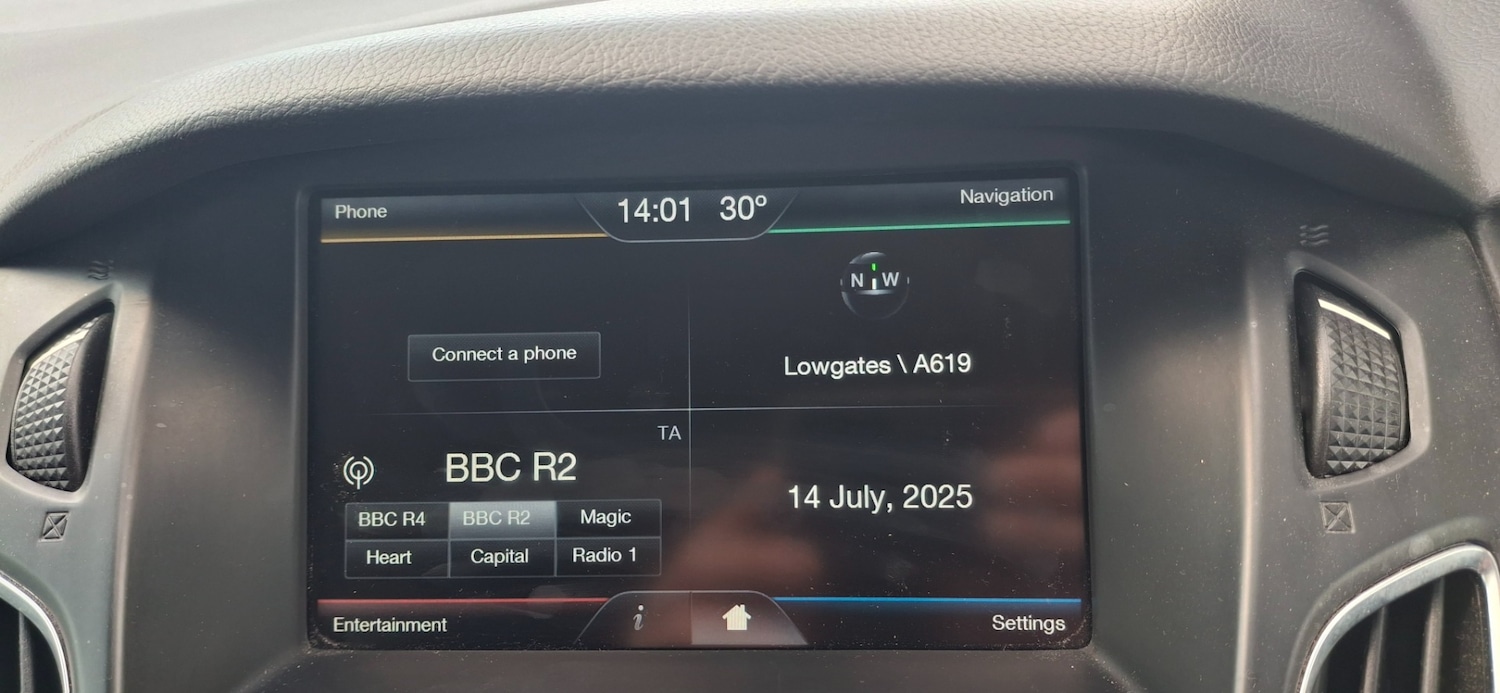 Phone
14:01 30º
Navigation
N W
Connect a phone
Lowgates \ A619
TA
BBC R2
BBC R4 BBC R2 Magic
Heart Capital Radio 1
14 July, 2025
Entertainment
i
Settings